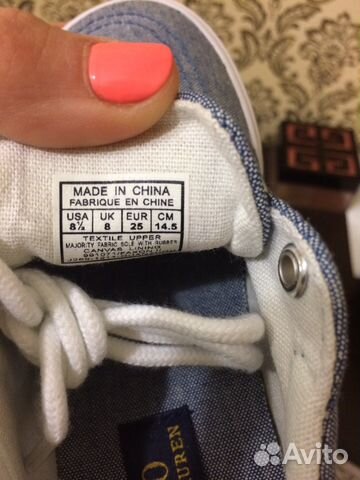 MADE IN CHINA
FABRIQUE EN CHINE
USA UK EUR CM
8½ 8 25 14.5
TEXTILE UPPER
MAJORITY FABRIC SOLE WITH RUBBER
CANVAS LINING
Avito